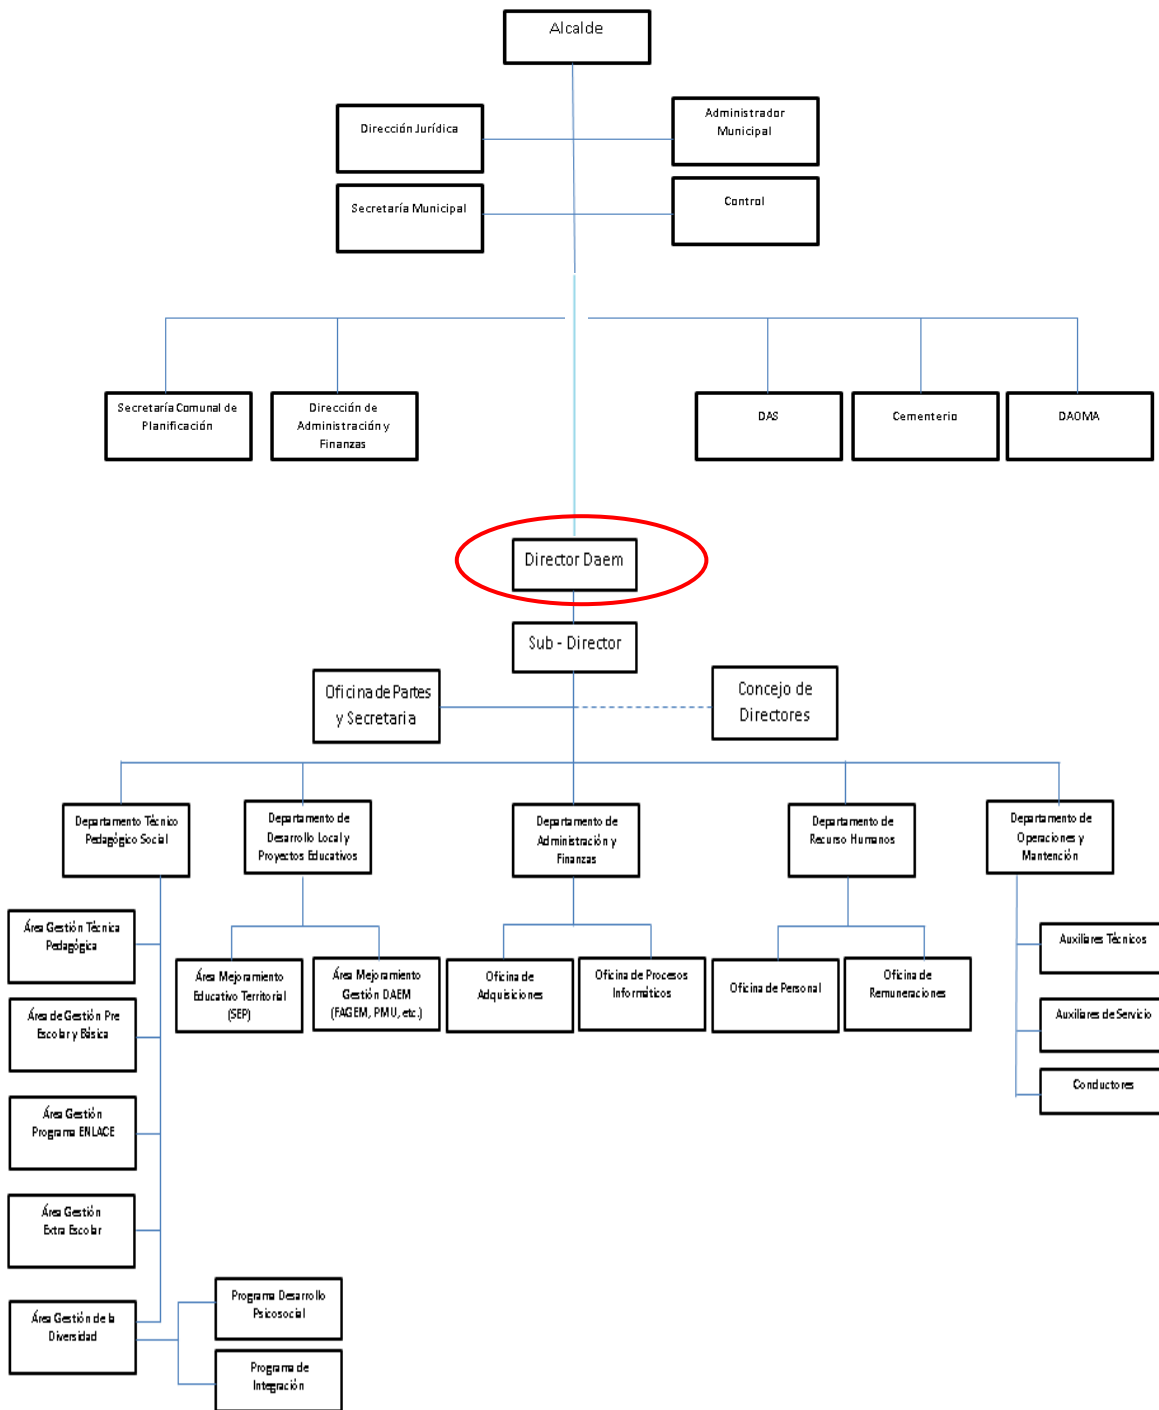 Alcalde
Dirección Jurídica
Administrador
Municipal
Secretaría Municipal
Control
Secretaría Comunal de
Planificación
Dirección de
Administración y
Finanzas
DAS
Cementerio
DAOMA
Director Daem
Sub - Director
Oficina de Partes
y Secretaria
Concejo de
Directores
Departamento Técnico
Pedagógico Social
Departamento de
Desarrollo Local y
Proyectos Educativos
Departamento de
Administración y
Finanzas
Departamento de
Recurso Humanos
Departamento de
Operaciones y
Mantención
Área Gestión Técnica
Pedagógica
Área de Gestión Pre
Escolar y Básica
Área Gestión
Programa ENLACE
Área Gestión
Extra Escolar
Área Gestión de la
Diversidad
Programa Desarrollo
Psicosocial
Programa de
Integración
Área Mejoramiento
Educativo Territorial
(SEP)
Área Mejoramiento
Gestión DAEM
(FAGEM, PMU, etc.)
Oficina de
Adquisiciones
Oficina de Procesos
Informáticos
Oficina de Personal
Oficina de
Remuneraciones
Auxiliares Técnicos
Auxiliares de Servicio
Conductores